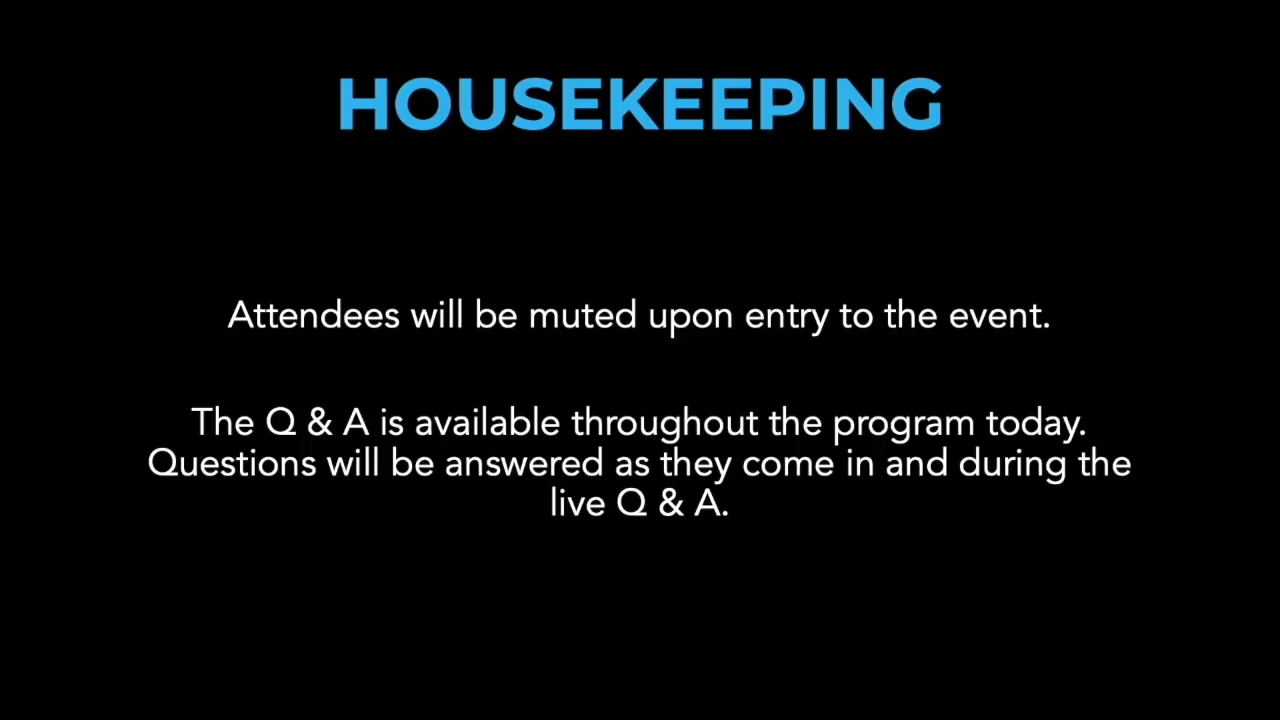 HOUSEKEEPING
Attendees will be muted upon entry to the event.
The Q & A is available throughout the program today.
Questions will be answered as they come in and during the
live Q & A.